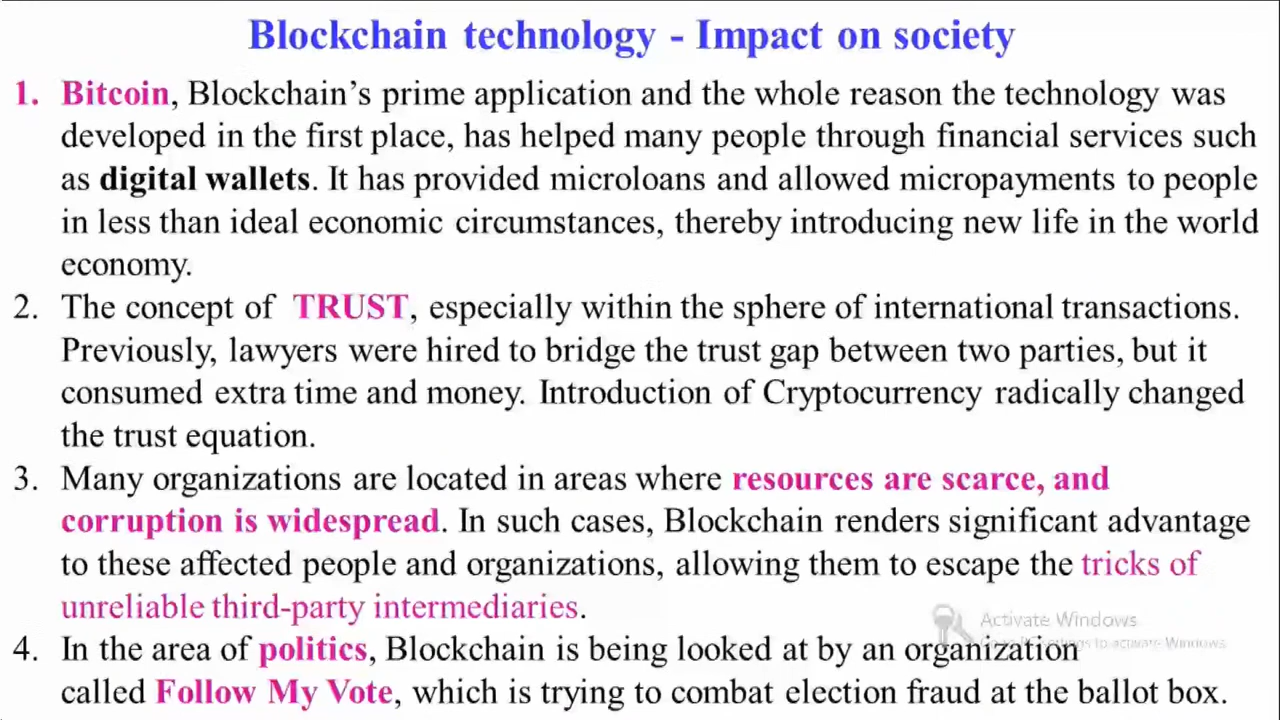 Blockchain technology - Impact on society
1. Bitcoin, Blockchain’s prime application and the whole reason the technology was
developed in the first place, has helped many people through financial services such
as digital wallets. It has provided microloans and allowed micropayments to people
in less than ideal economic circumstances, thereby introducing new life in the world
economy.
2. The concept of TRUST, especially within the sphere of international transactions.
Previously, lawyers were hired to bridge the trust gap between two parties, but it
consumed extra time and money. Introduction of Cryptocurrency radically changed
the trust equation.
3. Many organizations are located in areas where resources are scarce, and
corruption is widespread. In such cases, Blockchain renders significant advantage
to these affected people and organizations, allowing them to escape the tricks of
unreliable third-party intermediaries.
Activate Windows
to activate Windows
4. In the area of politics, Blockchain is being looked at by an organization
called Follow My Vote, which is trying to combat election fraud at the ballot box.